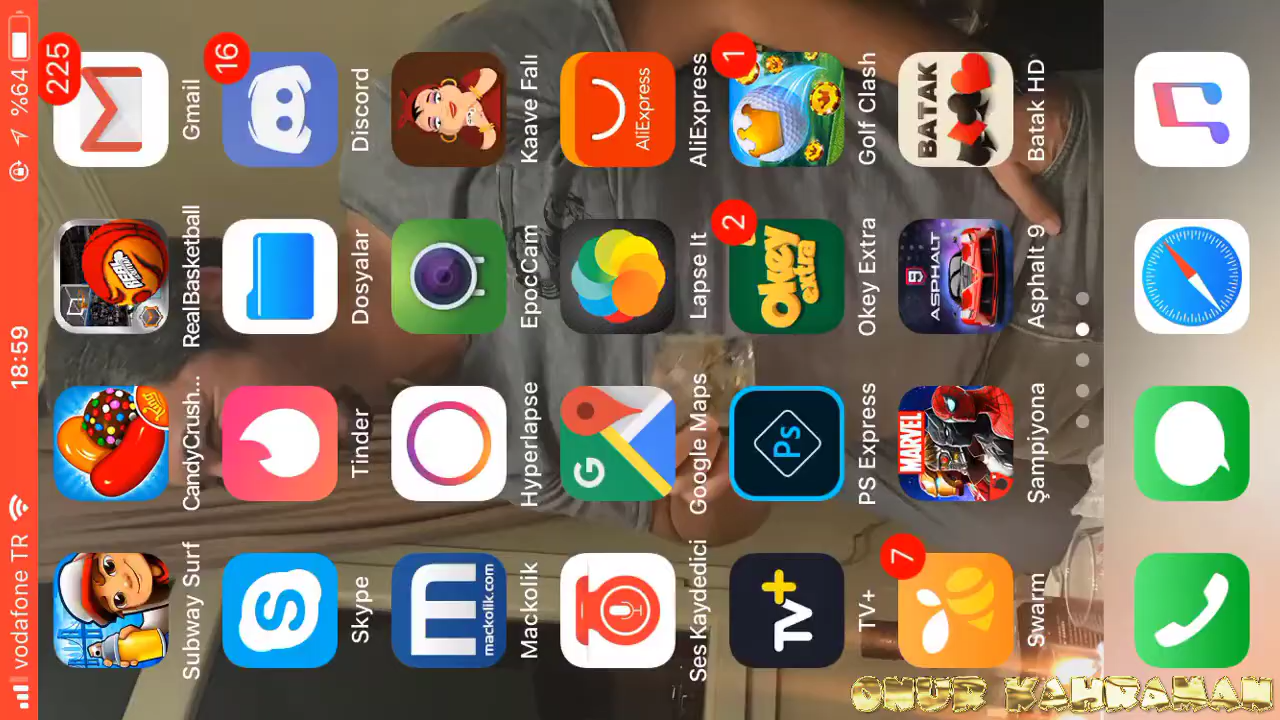 vodafone TR 18:59 %64
Subway Surf CandyCrush... RealBasketball Gmail
225
Skype Tinder Dosyalar Discord
16
mackolik.com
Mackolik Hyperlapse EpocCam Kaave Falı
AliExpress
Ses Kaydedici Google Maps Lapse It AliExpress
TV+ Ps Okey extra
2
1
TV+ PS Express Okey Extra Golf Clash
7
MARVEL ASPHALT 9 BATAK
Swarm Şampiyona Asphalt 9 Batak HD
ONUR KAHRAMAN